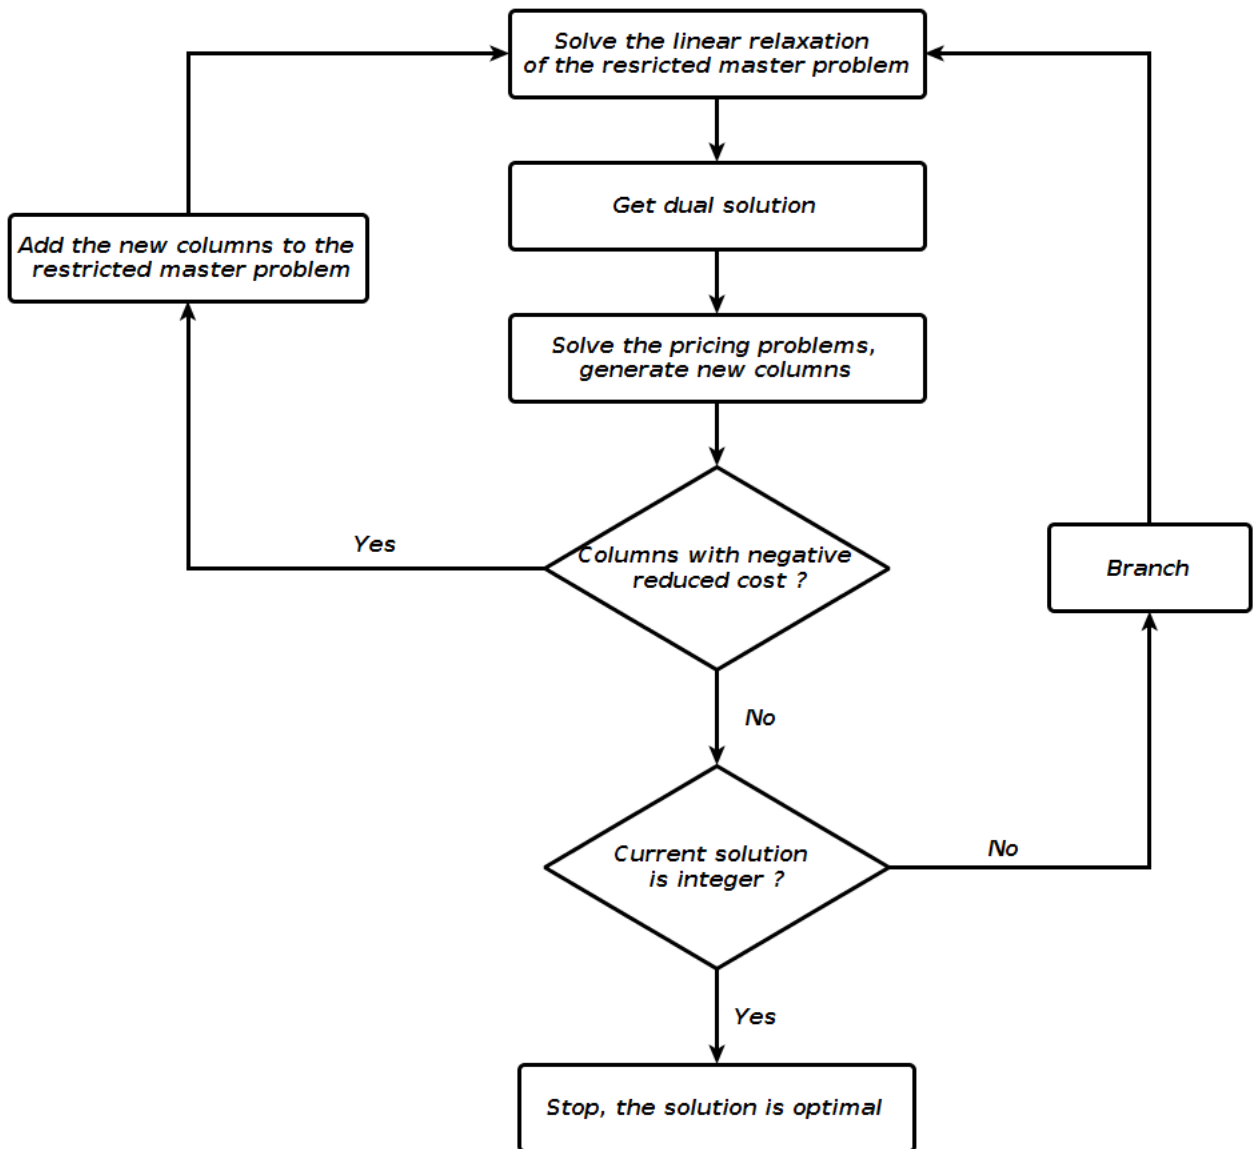 Solve the linear relaxation
of the resricted master problem
Get dual solution
Add the new columns to the
restricted master problem
Solve the pricing problems,
generate new columns
Yes
Columns with negative
reduced cost ?
Branch
No
Current solution
is integer ?
No
Yes
Stop, the solution is optimal